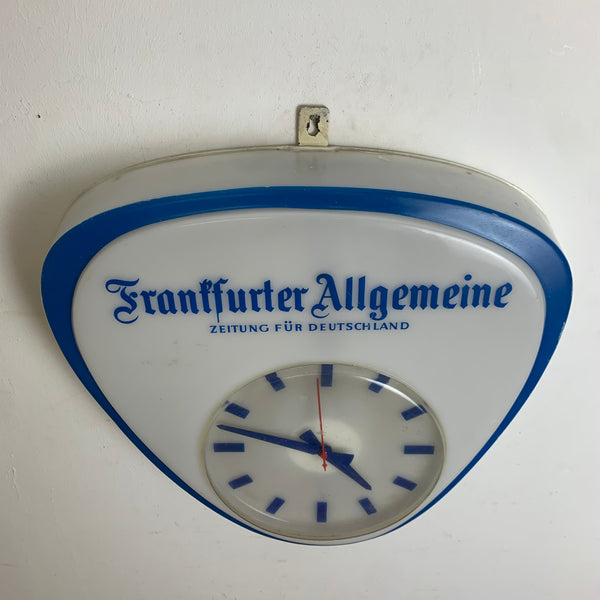 Frankfurter Allgemeine
ZEITUNG FÜR DEUTSCHLAND